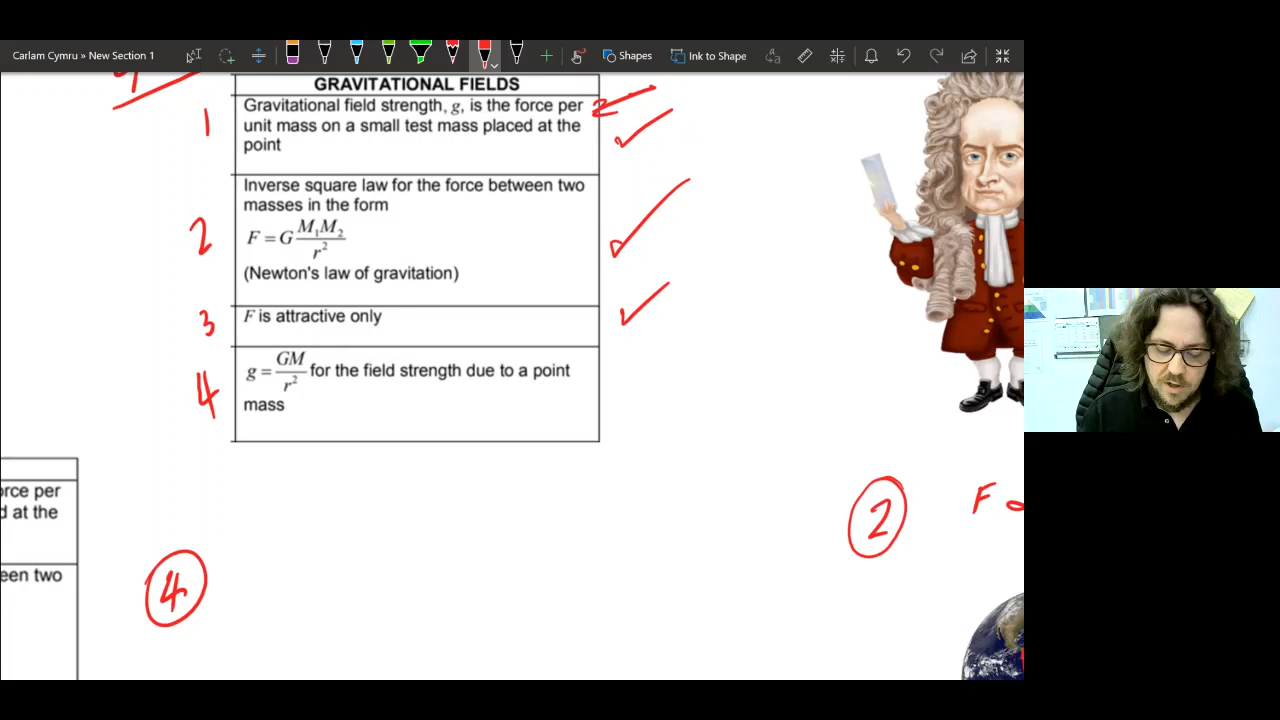 Carlam Cymru » New Section 1
Shapes
Ink to Shape
GRAVITATIONAL FIELDS
1
Gravitational field strength, g, is the force per
unit mass on a small test mass placed at the
point
2
2
Inverse square law for the force between two
masses in the form
F = G M₁M₂ / r²
(Newton's law of gravitation)
3
F is attractive only
4
g = GM / r² for the field strength due to a point
mass
orce per
d at the
een two
4
2
F